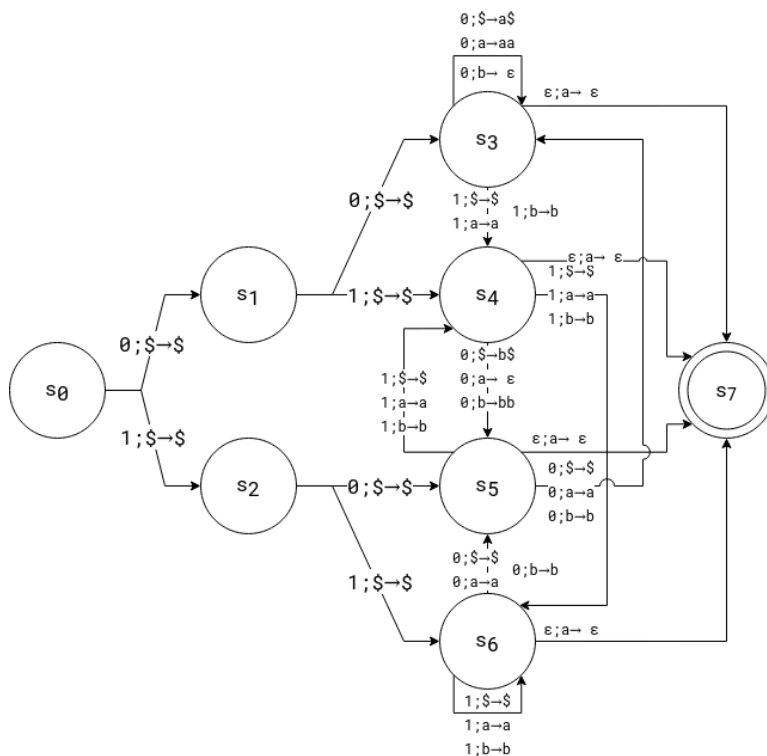 0;$→a$
0;a→aa
0;b→ ε
ε;a→ ε
s3
0;$→$
1;$→$
1;a→a
1;b→b
s1
1;$→$
s4
ε;a→ ε
1;$→$
1;a→a
1;b→b
0;$→$
s0
1;$→$
1;$→$
1;a→a
1;b→b
0;$→b$
0;a→ ε
0;b→bb
s7
s2
0;$→$
s5
ε;a→ ε
0;$→$
0;a→a
0;b→b
1;$→$
0;$→$
0;a→a
0;b→b
s6
ε;a→ ε
1;$→$
1;a→a
1;b→b